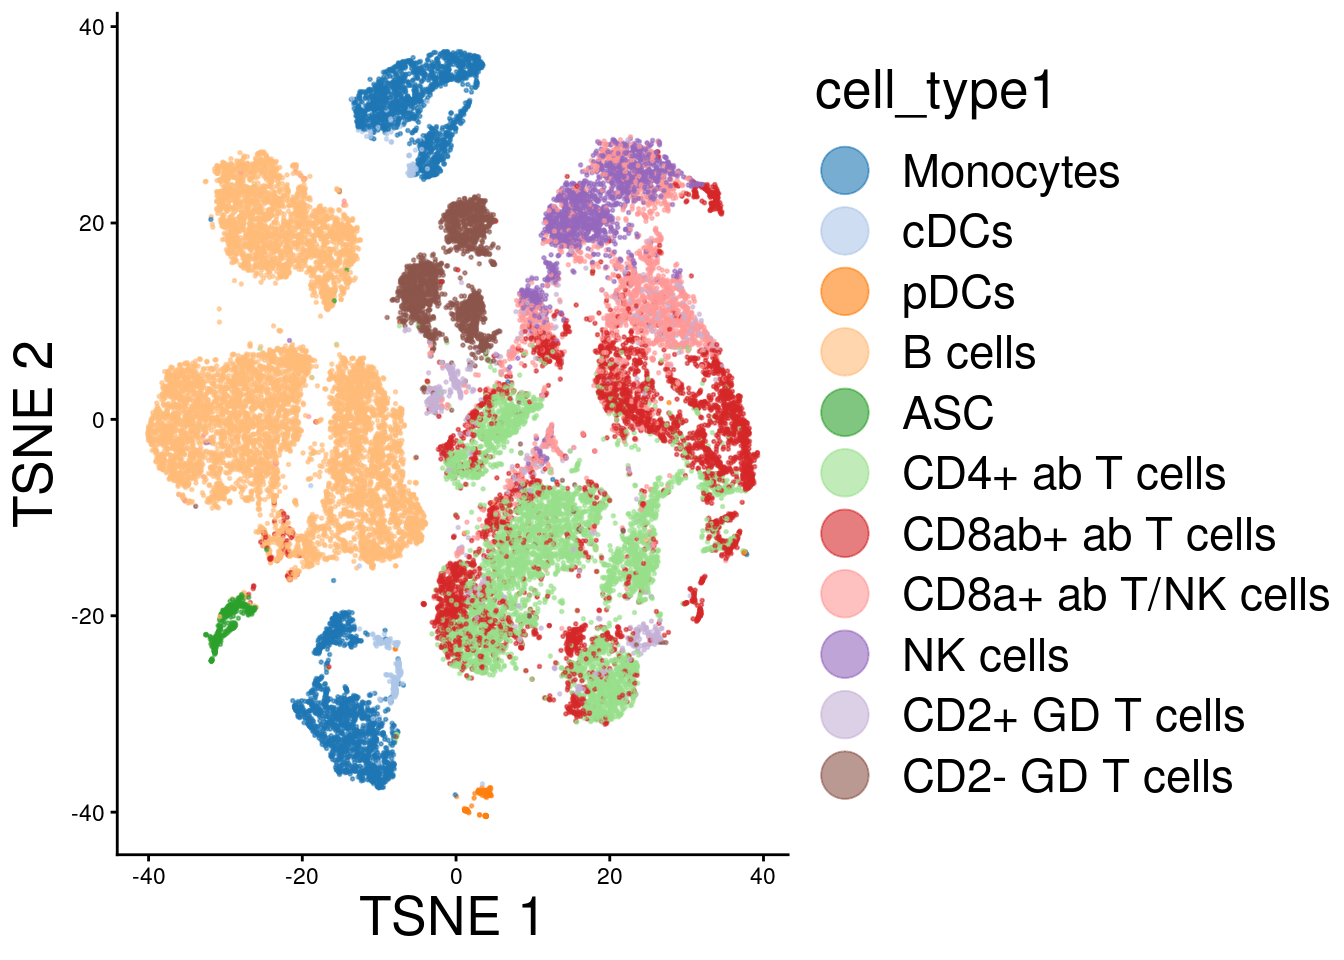 40
20
0
-20
-40
TSNE 2
-40 -20 0 20 40
TSNE 1
cell_type1
Monocytes
cDCs
pDCs
B cells
ASC
CD4+ ab T cells
CD8ab+ ab T cells
CD8a+ ab T/NK cells
NK cells
CD2+ GD T cells
CD2- GD T cells